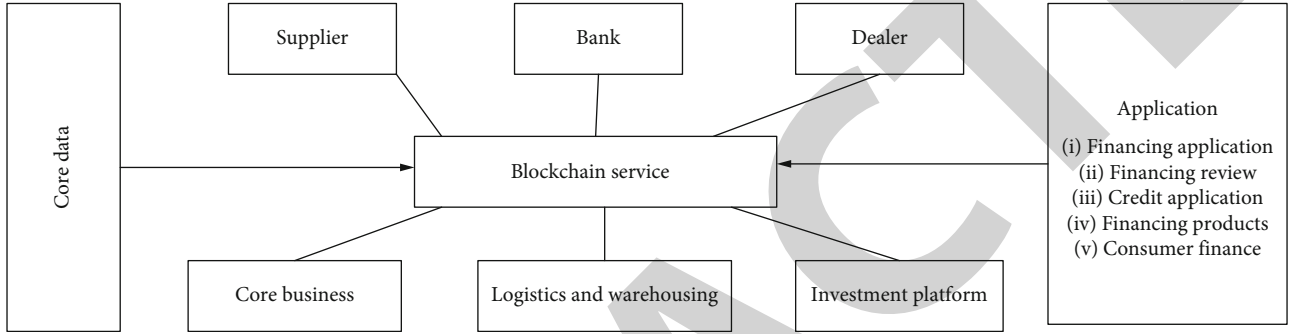 Core data
Supplier
Bank
Dealer
Blockchain service
Core business
Logistics and warehousing
Investment platform
Application
(i) Financing application
(ii) Financing review
(iii) Credit application
(iv) Financing products
(v) Consumer finance